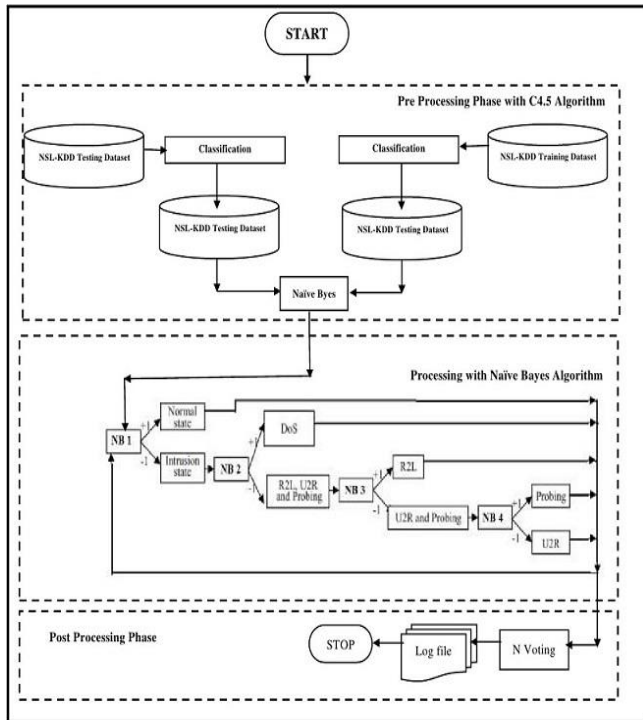 START
Pre Processing Phase with C4.5 Algorithm
NSL-KDD Testing Dataset
Classification
Classification
NSL-KDD Training Dataset
NSL-KDD Testing Dataset
NSL-KDD Testing Dataset
Naïve Byes
Processing with Naïve Bayes Algorithm
NB 1
+1
Normal
state
-1
Intrusion
state
NB 2
+1
DoS
-1
R2L, U2R
and Probing
NB 3
+1
R2L
-1
U2R and Probing
NB 4
+1
Probing
-1
U2R
Post Processing Phase
STOP
Log file
N Voting